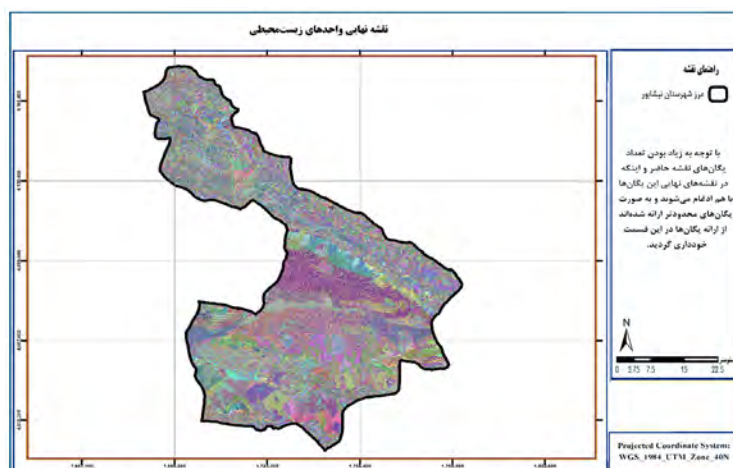 نقشه نهایی واحدهای زیست‌محیطی
راهنمای نقشه
مرز شهرستان نیشابور
با توجه به زیاد بودن تعداد
یگان‌های نقشه حاضر و اینکه
در نقشه‌های نهایی این یگان‌ها
با هم ادغام می‌شوند و به صورت
یگان‌های محدودتر ارائه شده‌اند
از ارائه یگان‌ها در این قسمت
خودداری گردید.
N
0 3.75 7.5 15 22.5
Projected Coordinate System:
WGS_1984_UTM_Zone_40N